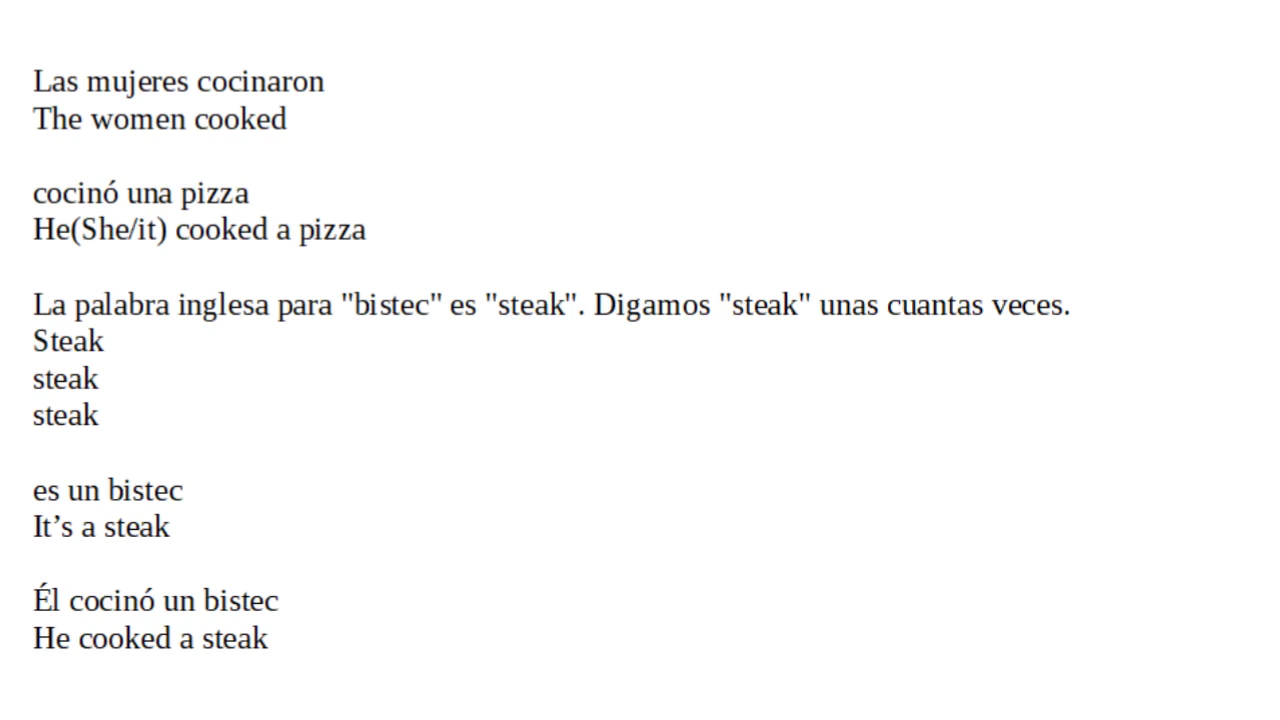 Las mujeres cocinaron
The women cooked
cocinó una pizza
He(She/it) cooked a pizza
La palabra inglesa para "bistec" es "steak". Digamos "steak" unas cuantas veces.
Steak
steak
steak
es un bistec
It’s a steak
Él cocinó un bistec
He cooked a steak